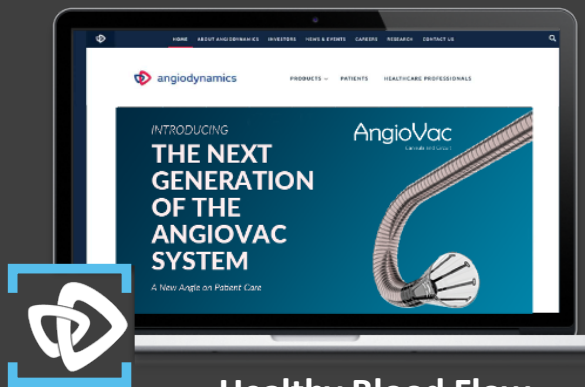 HOME ABOUT ANGIODYNAMICS INVESTORS NEWS & EVENTS CAREERS RESEARCH CONTACT US
angiodynamics PRODUCTS PATIENTS HEALTHCARE PROFESSIONALS
INTRODUCING
THE NEXT
GENERATION
OF THE
ANGIOVAC
SYSTEM
A New Angle on Patient Care
AngioVac
Healthy Blood Flow